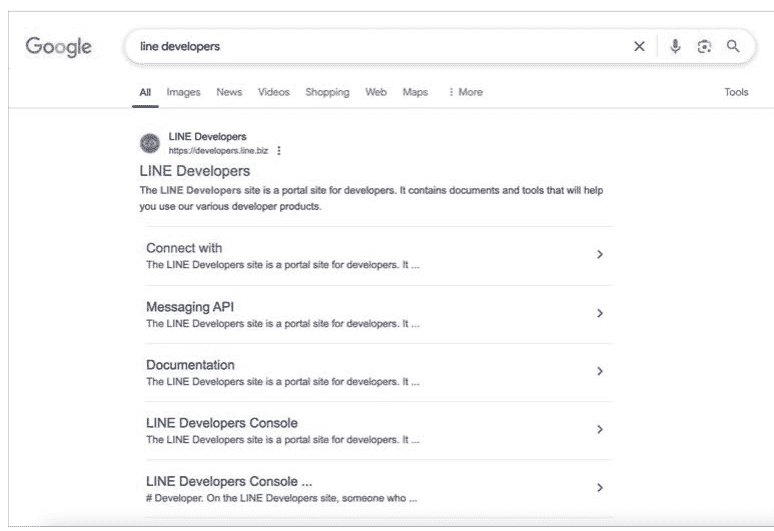 Google
line developers
All Images News Videos Shopping Web Maps More Tools
LINE Developers
https://developers.line.biz
LINE Developers
The LINE Developers site is a portal site for developers. It contains documents and tools that will help
you use our various developer products.
Connect with
The LINE Developers site is a portal site for developers. It ...
Messaging API
The LINE Developers site is a portal site for developers. It ...
Documentation
The LINE Developers site is a portal site for developers. It ...
LINE Developers Console
The LINE Developers site is a portal site for developers. It ...
LINE Developers Console ...
# Developer. On the LINE Developers site, someone who ...